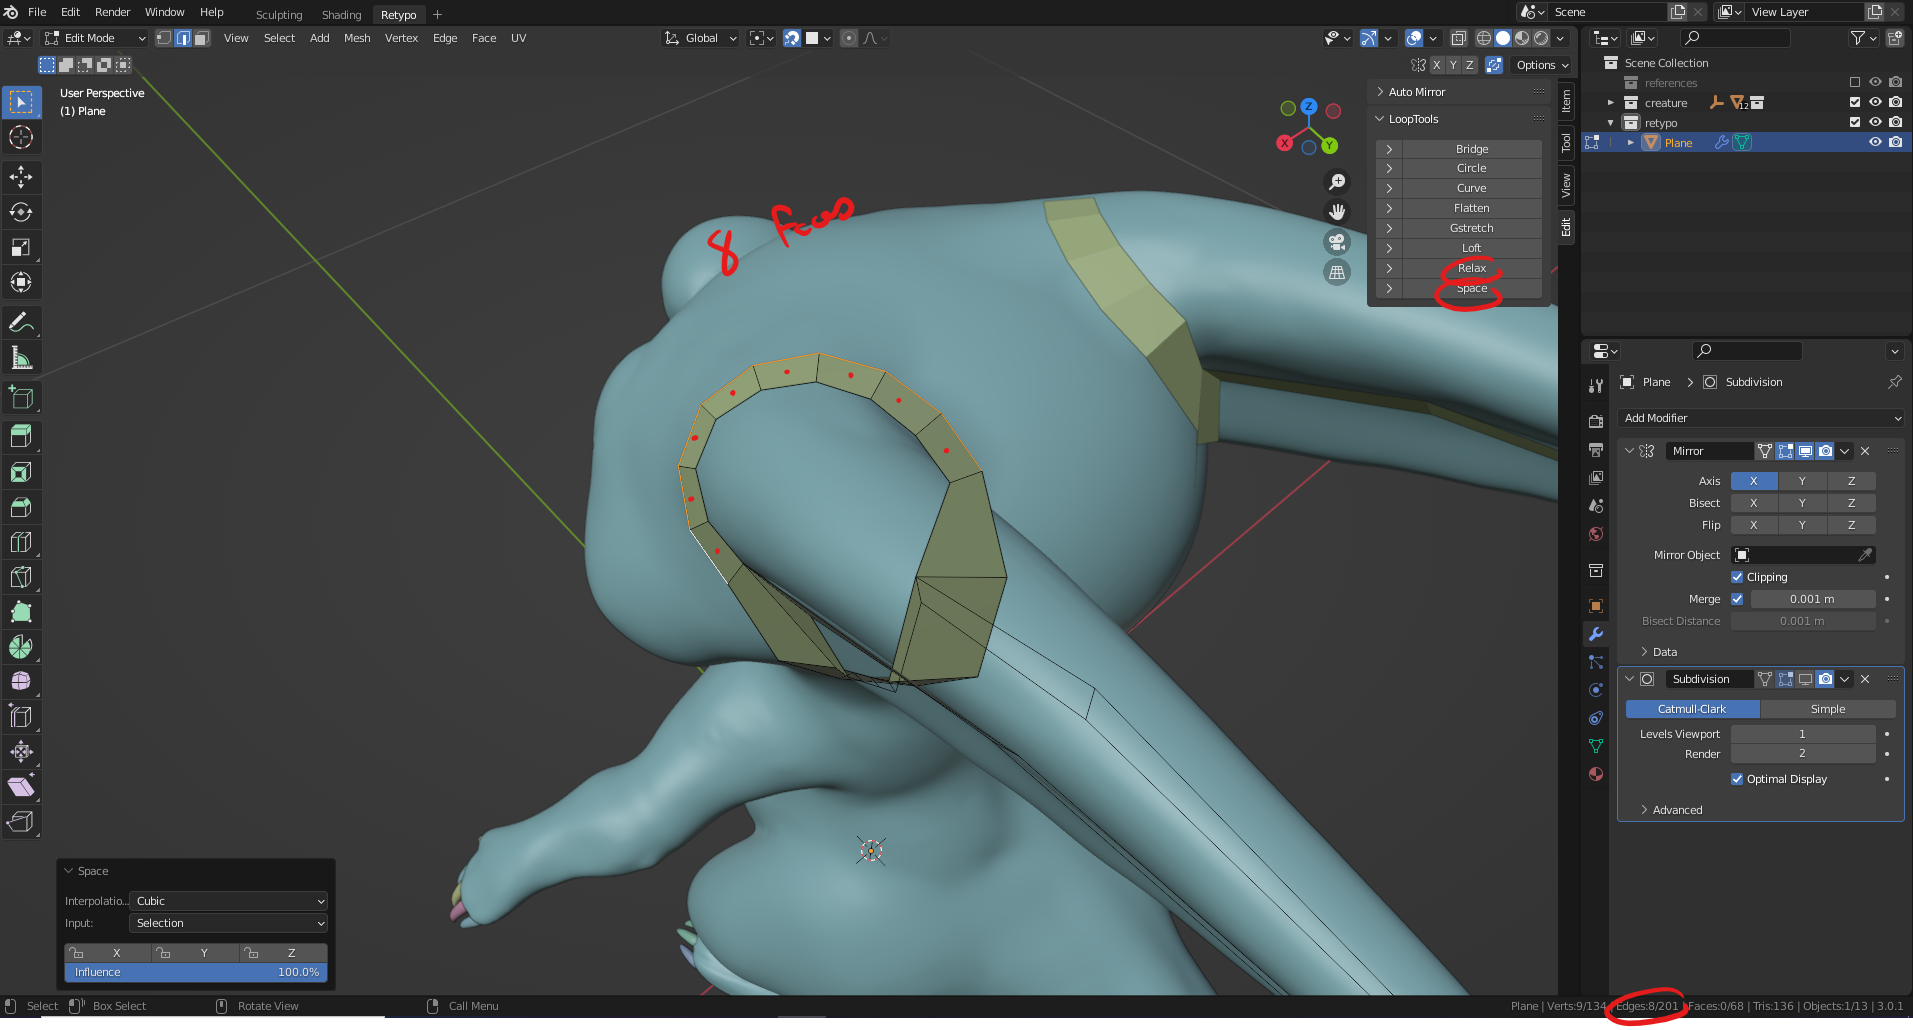 File Edit Render Window Help Sculpting Shading Retypo + Scene View Layer
Edit Mode View Select Add Mesh Vertex Edge Face UV Global
X Y Z Options
User Perspective
(1) Plane
8 faces
Z
X
Y
Auto Mirror
LoopTools
Bridge
Circle
Curve
Flatten
Gstretch
Loft
Relax
Space
Item
Tool
View
Edit
Scene Collection
references
creature 12
retypo
Plane
Plane > Subdivision
Add Modifier
Mirror
Axis X Y Z
Bisect X Y Z
Flip X Y Z
Mirror Object
Clipping
Merge 0.001 m
Bisect Distance 0.001 m
Data
Subdivision
Catmull-Clark Simple
Levels Viewport 1
Render 2
Optimal Display
Advanced
Space
Interpolatio... Cubic
Input: Selection
X Y Z
Influence 100.0%
Select Box Select Rotate View Call Menu Plane | Verts:9/134 | Edges:8/201 | Faces:0/68 | Tris:136 | Objects:1/13 | 3.0.1